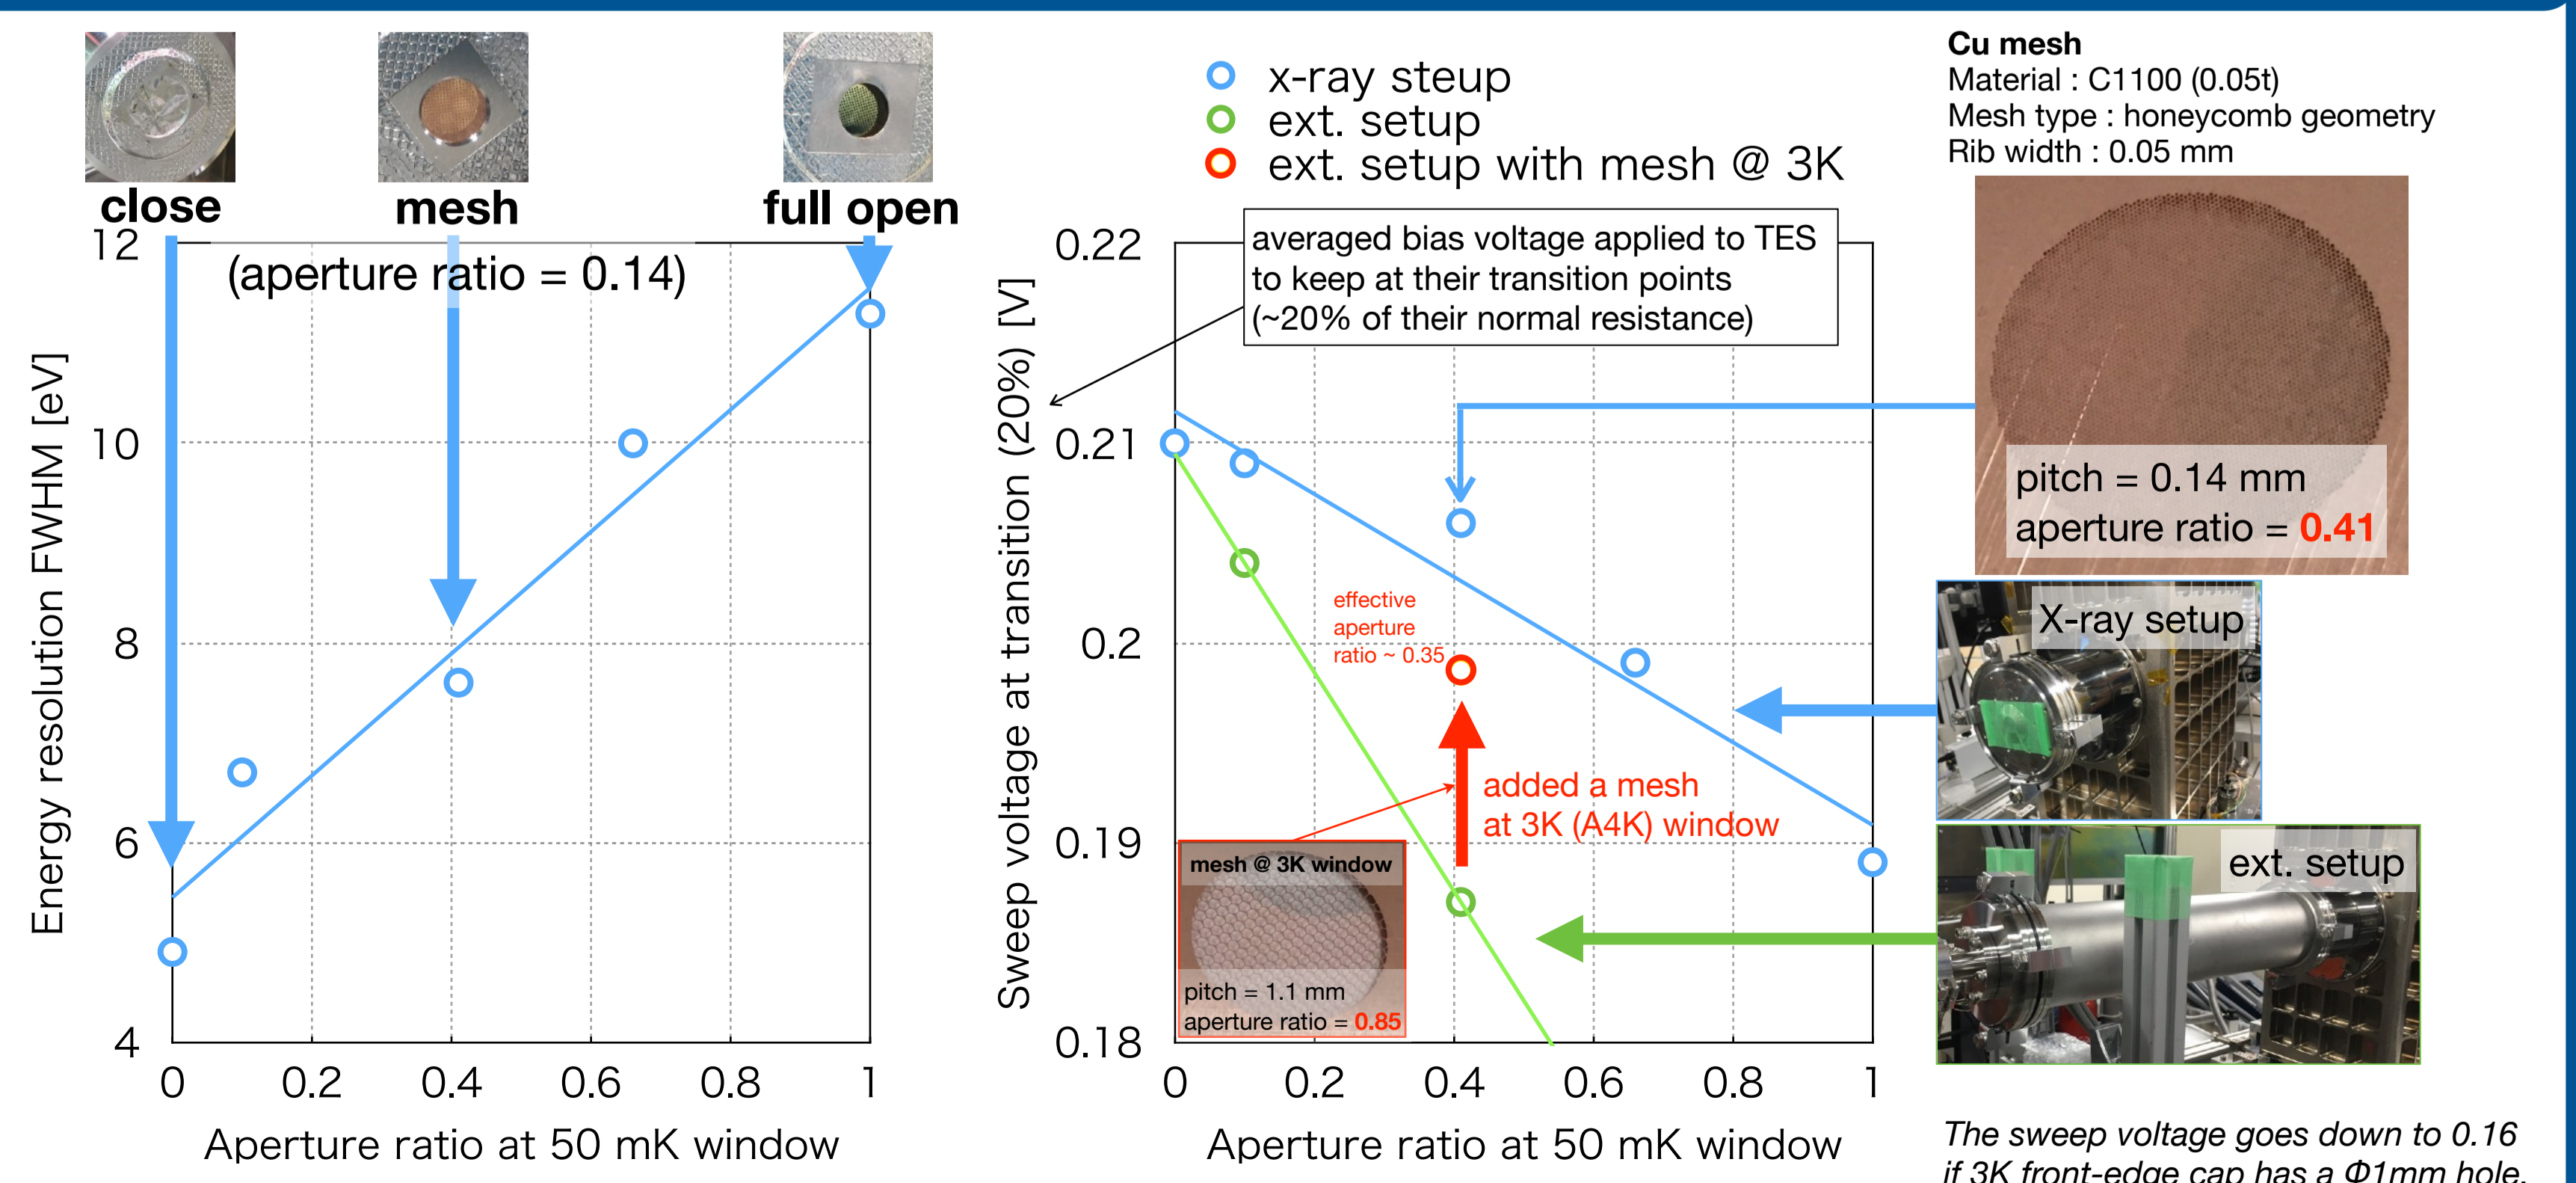 close
mesh
full open
(aperture ratio = 0.14)
Energy resolution FWHM [eV]
12
10
8
6
4
0
0.2
0.4
0.6
0.8
1
Aperture ratio at 50 mK window
x-ray steup
ext. setup
ext. setup with mesh @ 3K
averaged bias voltage applied to TES
to keep at their transition points
(~20% of their normal resistance)
Sweep voltage at transition (20%) [V]
0.22
0.21
0.2
0.19
0.18
effective
aperture
ratio ~ 0.35
added a mesh
at 3K (A4K) window
mesh @ 3K window
pitch = 1.1 mm
aperture ratio = 0.85
0
0.2
0.4
0.6
0.8
1
Aperture ratio at 50 mK window
Cu mesh
Material : C1100 (0.05t)
Mesh type : honeycomb geometry
Rib width : 0.05 mm
pitch = 0.14 mm
aperture ratio = 0.41
X-ray setup
ext. setup
The sweep voltage goes down to 0.16
if 3K front-edge cap has a Φ1mm hole.